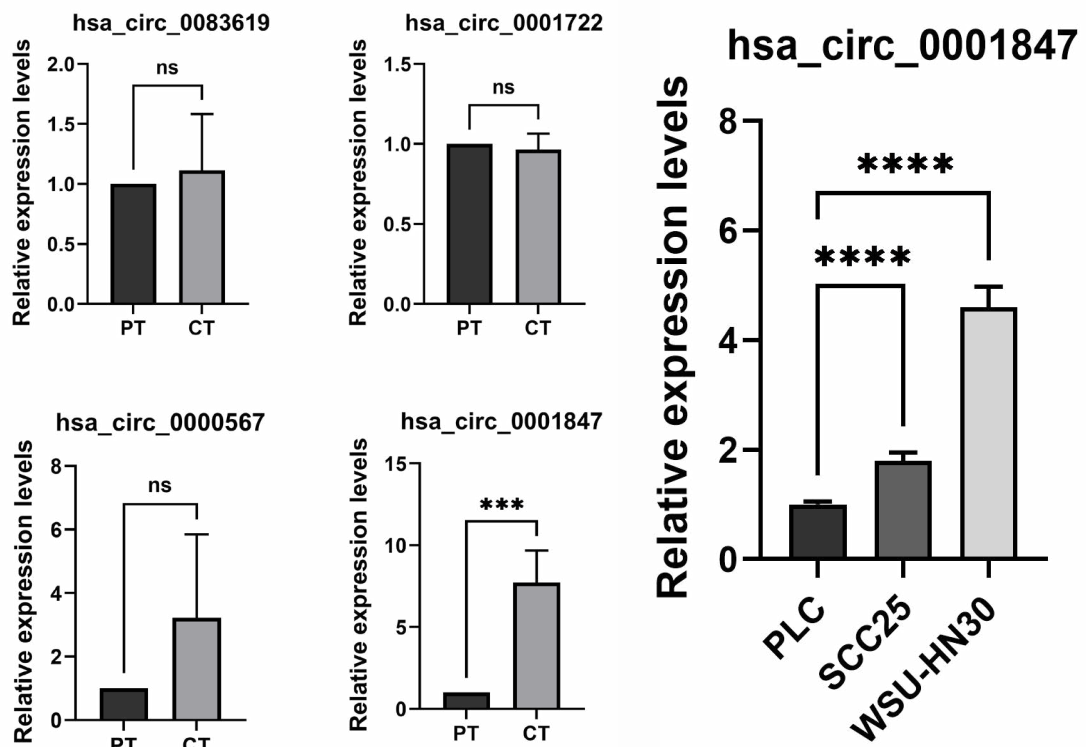 hsa_circ_0083619
Relative expression levels
2.0
1.5
1.0
0.5
0.0
ns
PT CT
hsa_circ_0001722
Relative expression levels
1.5
1.0
0.5
0.0
ns
PT CT
hsa_circ_0000567
Relative expression levels
8
6
4
2
0
ns
PT CT
hsa_circ_0001847
Relative expression levels
15
10
5
0
***
PT CT
hsa_circ_0001847
Relative expression levels
8
6
4
2
0
****
****
PLC
SCC25
WSU-HN30